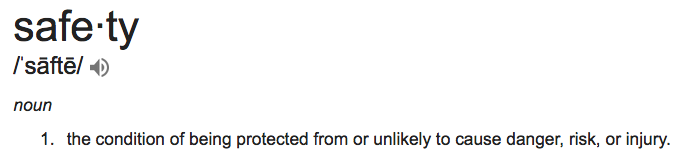 safe·ty
/ˈsāftē/
noun
1. the condition of being protected from or unlikely to cause danger, risk, or injury.